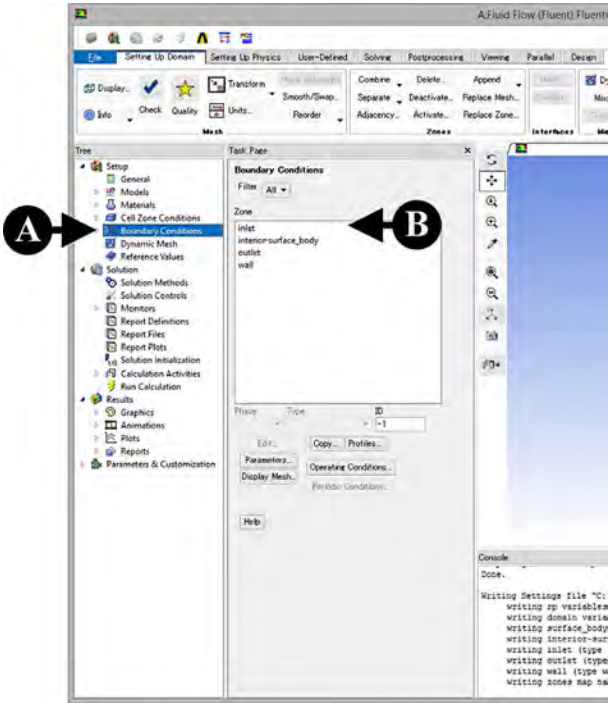 A:Fluid Flow (Fluent) Fluent
File Setting Up Domain Setting Up Physics User-Defined Solving Postprocessing Viewing Parallel Design
Display... Transform Combine Delete... Append
Smooth/Swap... Separate Deactivate... Replace Mesh...
Info Check Quality Units... Reorder Adjacency... Activate... Replace Zone...
Mesh Zones Interfaces
Tree
Setup
General
Models
Materials
Cell Zone Conditions
Boundary Conditions
Dynamic Mesh
Reference Values
Solution
Solution Methods
Solution Controls
Monitors
Report Definitions
Report Files
Report Plots
Solution Initialization
Calculation Activities
Run Calculation
Results
Graphics
Animations
Plots
Reports
Parameters & Customization
A
Task Page
Boundary Conditions
Filter All
Zone
inlet
interior-surface_body
outlet
wall
B
Phase Type ID
-1
Edit... Copy... Profiles...
Parameters... Operating Conditions...
Display Mesh... Periodic Conditions...
Help
Console
Done.
Writing Settings file "C:
writing rp variables
writing domain varia
writing surface_body
writing interior-sur
writing inlet (type
writing outlet (type
writing wall (type w
writing zones map na